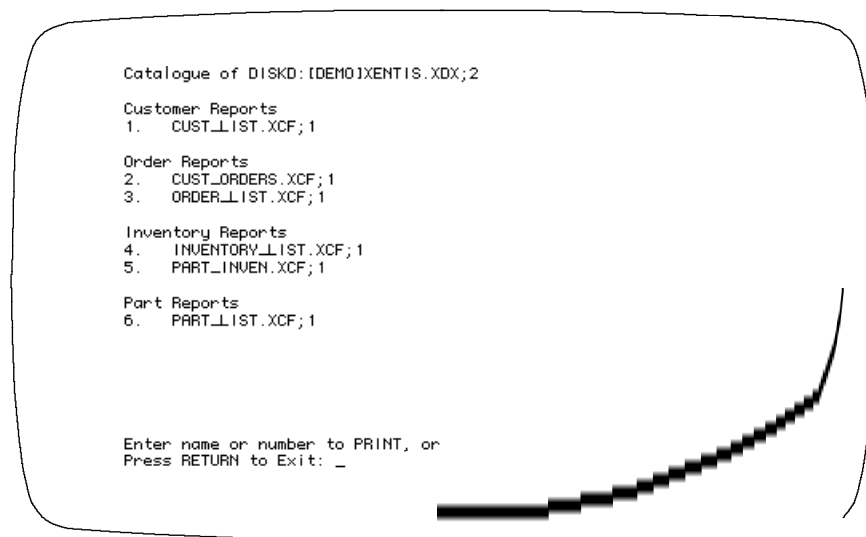 Catalogue of DISKD:[DEMO]XENTIS.XDX;2
Customer Reports
1. CUST_LIST.XCF;1
Order Reports
2. CUST_ORDERS.XCF;1
3. ORDER_LIST.XCF;1
Inventory Reports
4. INVENTORY_LIST.XCF;1
5. PART_INVEN.XCF;1
Part Reports
6. PART_LIST.XCF;1
Enter name or number to PRINT, or
Press RETURN to Exit: _